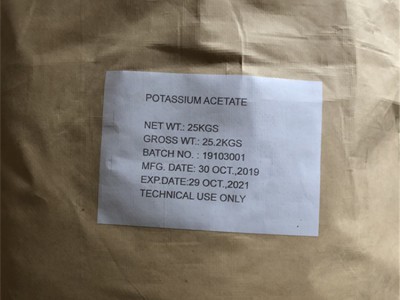 POTASSIUM ACETATE
NET WT.: 25KGS
GROSS WT.: 25.2KGS
BATCH NO. : 19103001
MFG. DATE: 30 OCT.,2019
EXP.DATE:29 OCT.,2021
TECHNICAL USE ONLY